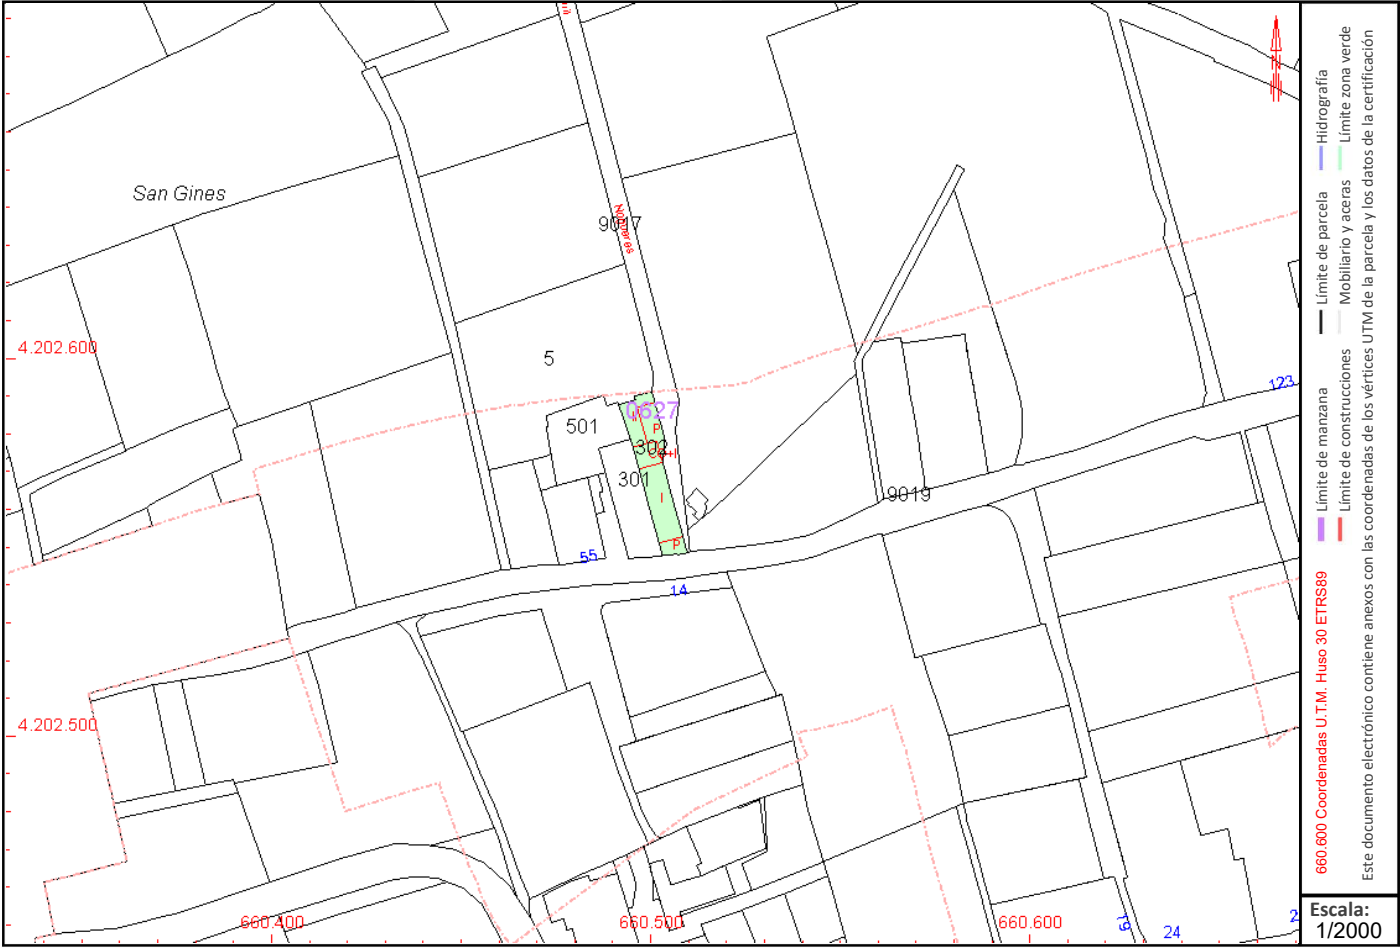 San Gines
9017
4.202.600
5
123
0627
501
P
302
301
I
9019
P
55
14
4.202.500
660.400
660.500
660.600
24
Límite de manzana
Límite de parcela
Hidrografía
Límite de construcciones
Mobiliario y aceras
Límite zona verde
660.600 Coordenadas U.T.M. Huso 30 ETRS89
Este documento electrónico contiene anexos con las coordenadas de los vértices UTM de la parcela y los datos de la certificación
Escala:
1/2000